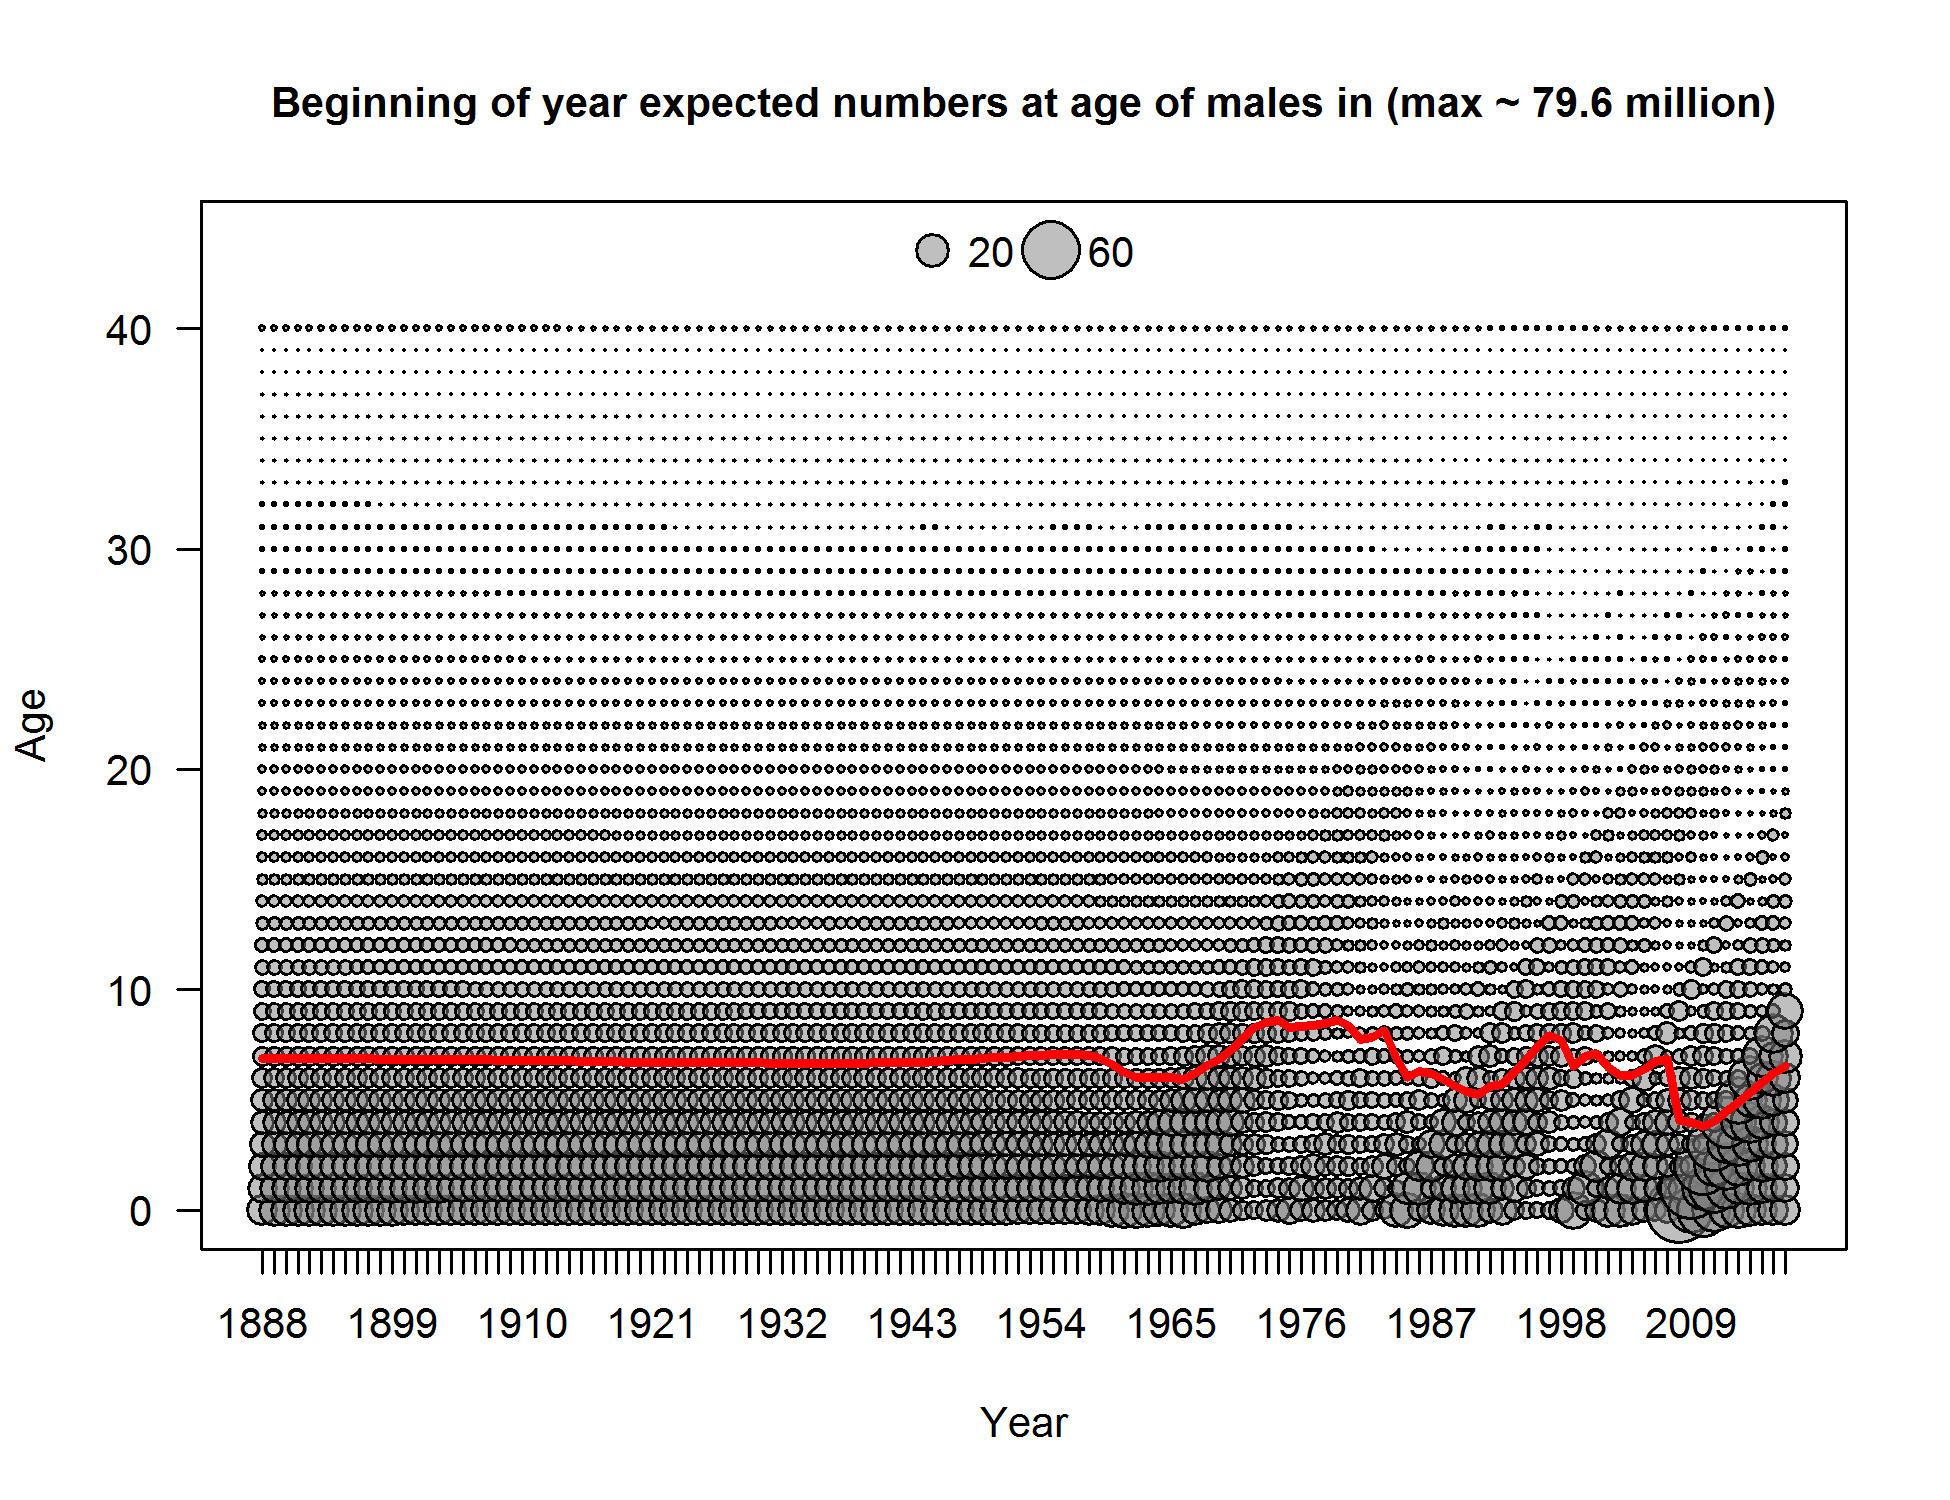 Beginning of year expected numbers at age of males in (max ~ 79.6 million)
20 60
40
30
20
10
0
Age
1888 1899 1910 1921 1932 1943 1954 1965 1976 1987 1998 2009
Year